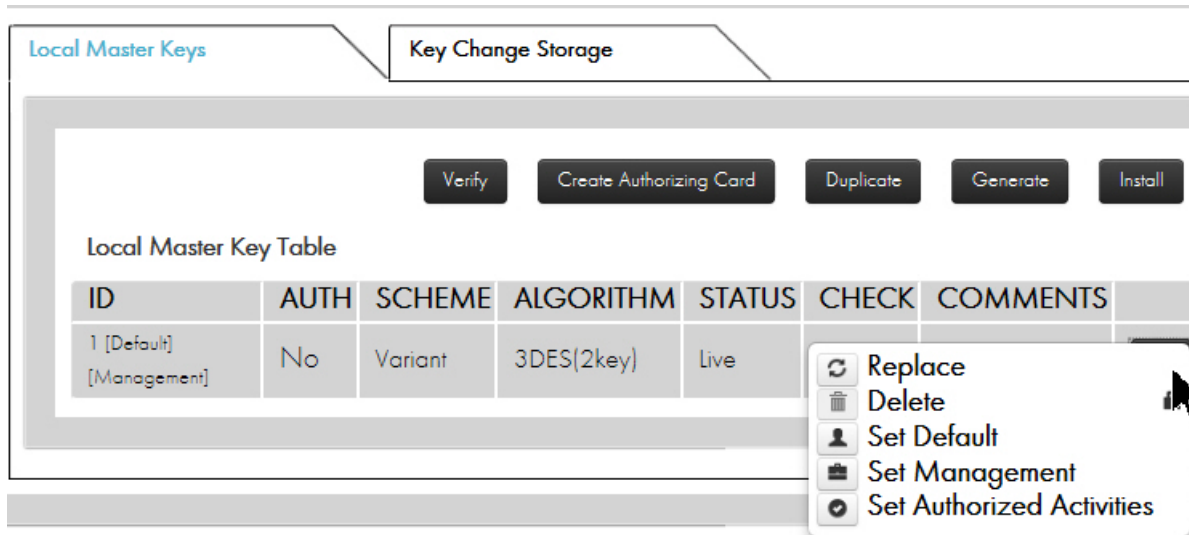 Local Master Keys Key Change Storage
Verify Create Authorizing Card Duplicate Generate Install
Local Master Key Table
ID AUTH SCHEME ALGORITHM STATUS CHECK COMMENTS
1 [Default]
[Management] No Variant 3DES(2key) Live
Replace
Delete
Set Default
Set Management
Set Authorized Activities